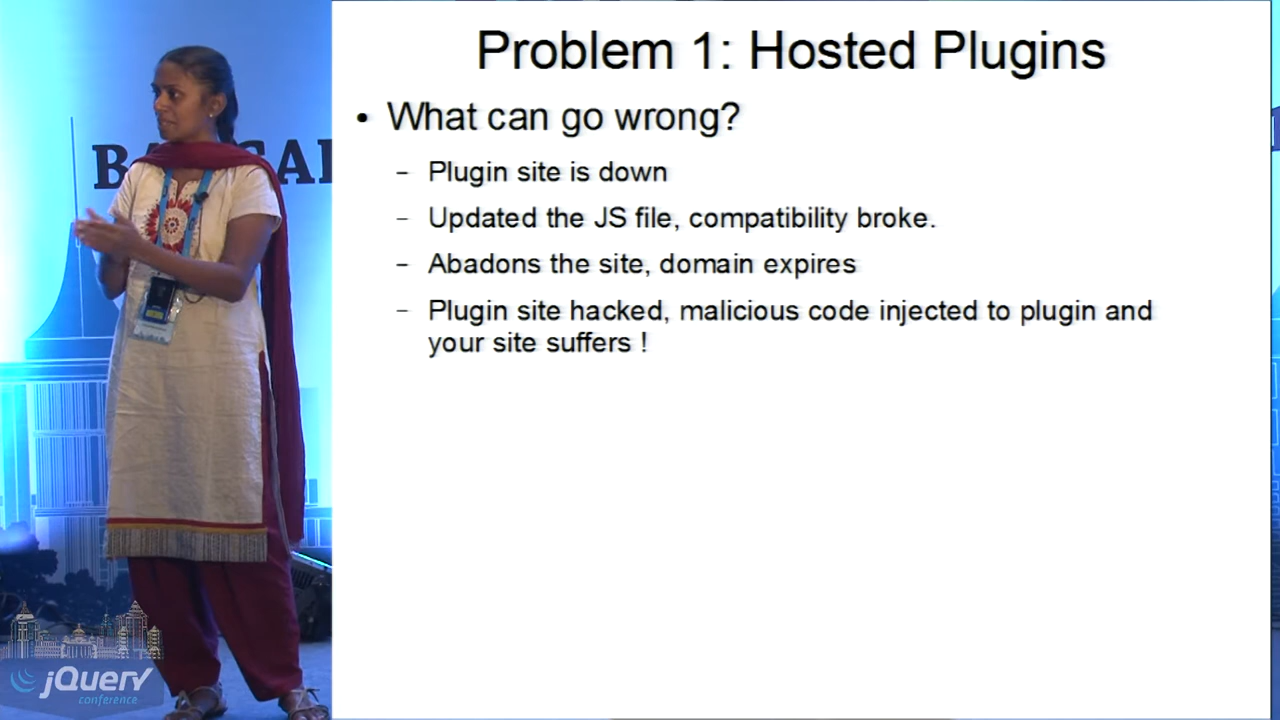 Problem 1: Hosted Plugins
• What can go wrong?
– Plugin site is down
– Updated the JS file, compatibility broke.
– Abadons the site, domain expires
– Plugin site hacked, malicious code injected to plugin and
your site suffers !
jQuery
conference